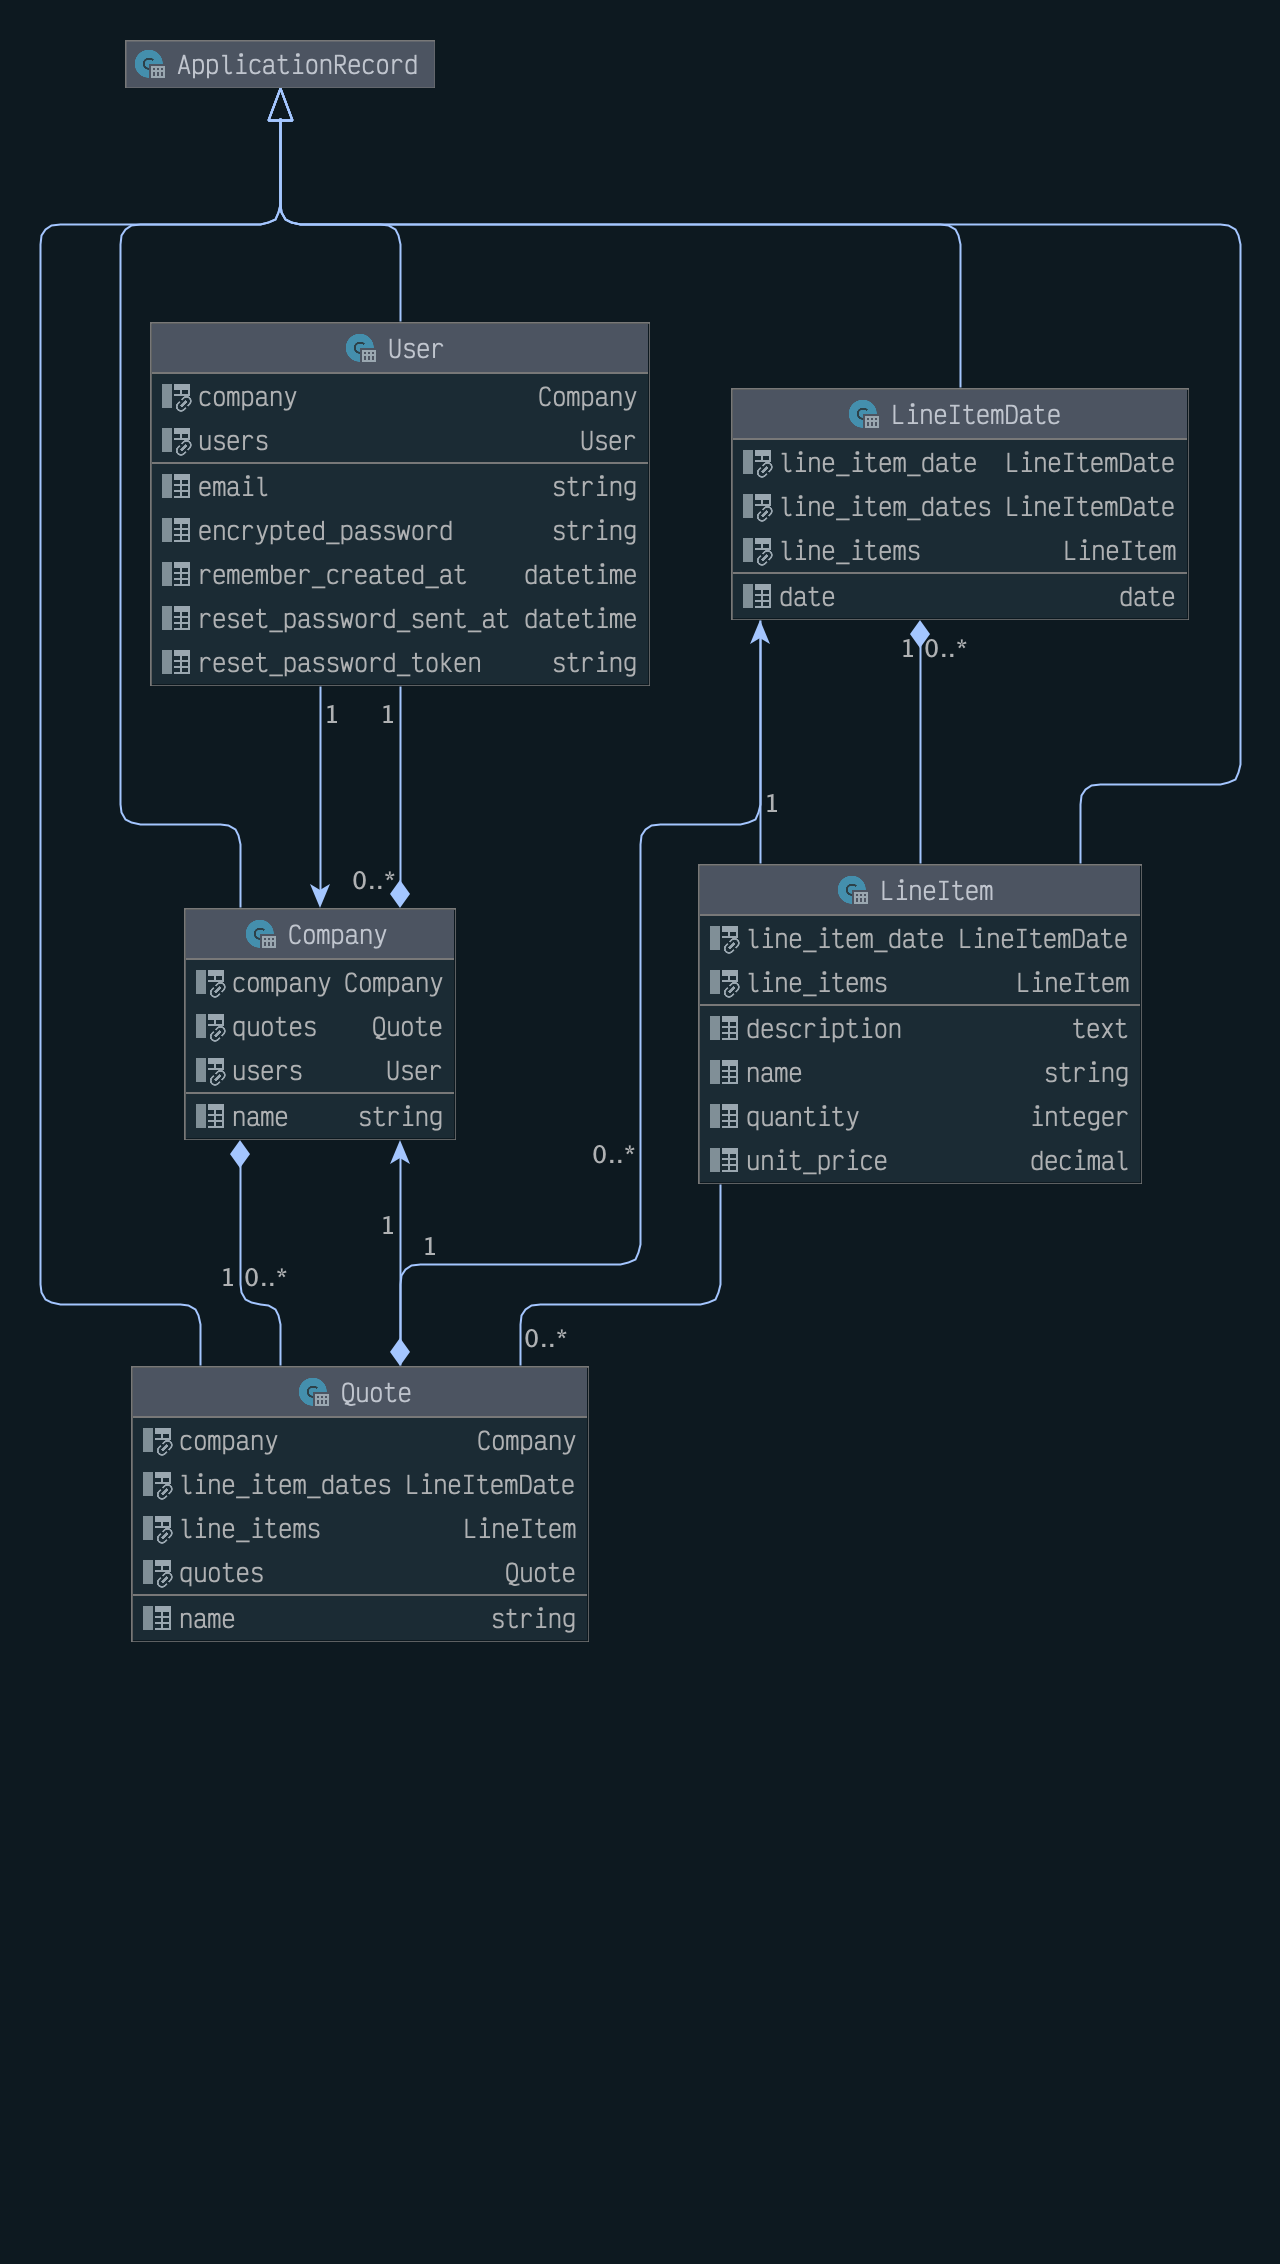 ApplicationRecord
User
company Company
users User
email string
encrypted_password string
remember_created_at datetime
reset_password_sent_at datetime
reset_password_token string
LineItemDate
line_item_date LineItemDate
line_item_dates LineItemDate
line_items LineItem
date date
1 0..*
1 1
1
0..*
Company
company Company
quotes Quote
users User
name string
LineItem
line_item_date LineItemDate
line_items LineItem
description text
name string
quantity integer
unit_price decimal
0..*
1
1
1 0..*
0..*
Quote
company Company
line_item_dates LineItemDate
line_items LineItem
quotes Quote
name string